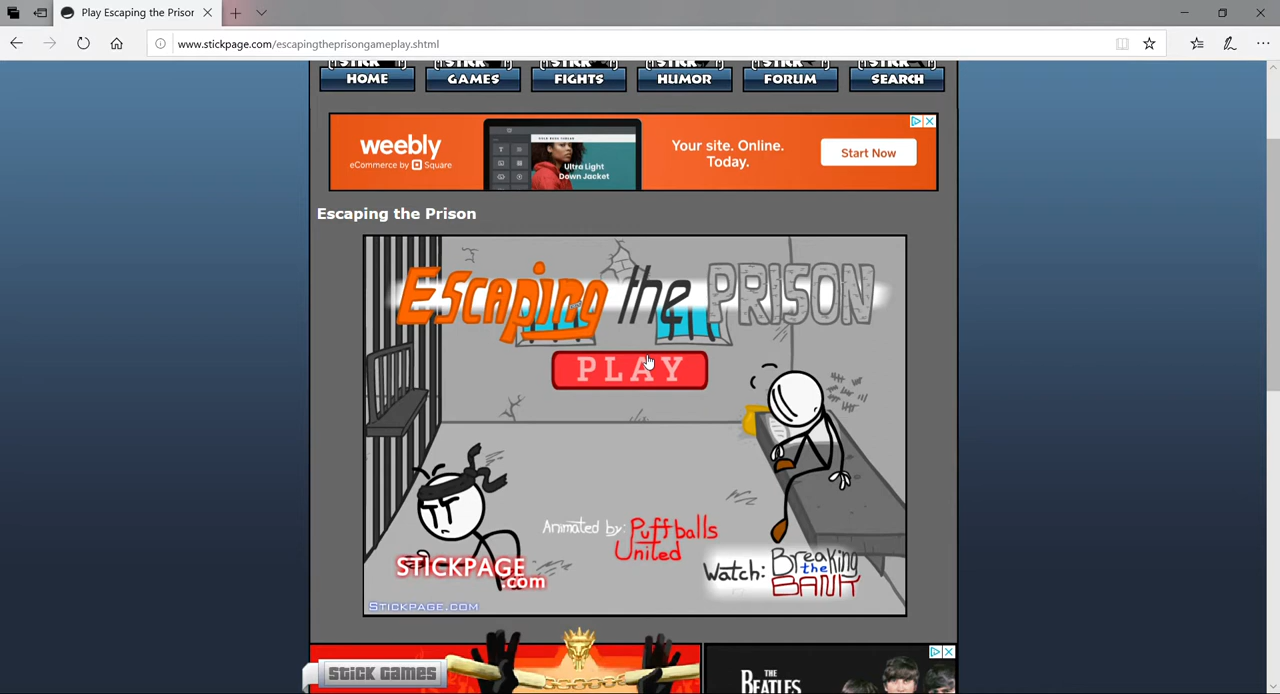 Play Escaping the Prisor
www.stickpage.com/escapingtheprisongameplay.shtml
HOME
GAMES
FIGHTS
HUMOR
FORUM
SEARCH
weebly
eCommerce by Square
Ultra Light
Down Jacket
Your site. Online.
Today.
Start Now
Escaping the Prison
Escaping the PRISON
PLAY
Animated by: Puffballs
United
STICKPAGE
.com
Watch: Breaking
the
BANK
STICKPAGE.COM
STICK GAMES
THE
BEATLES